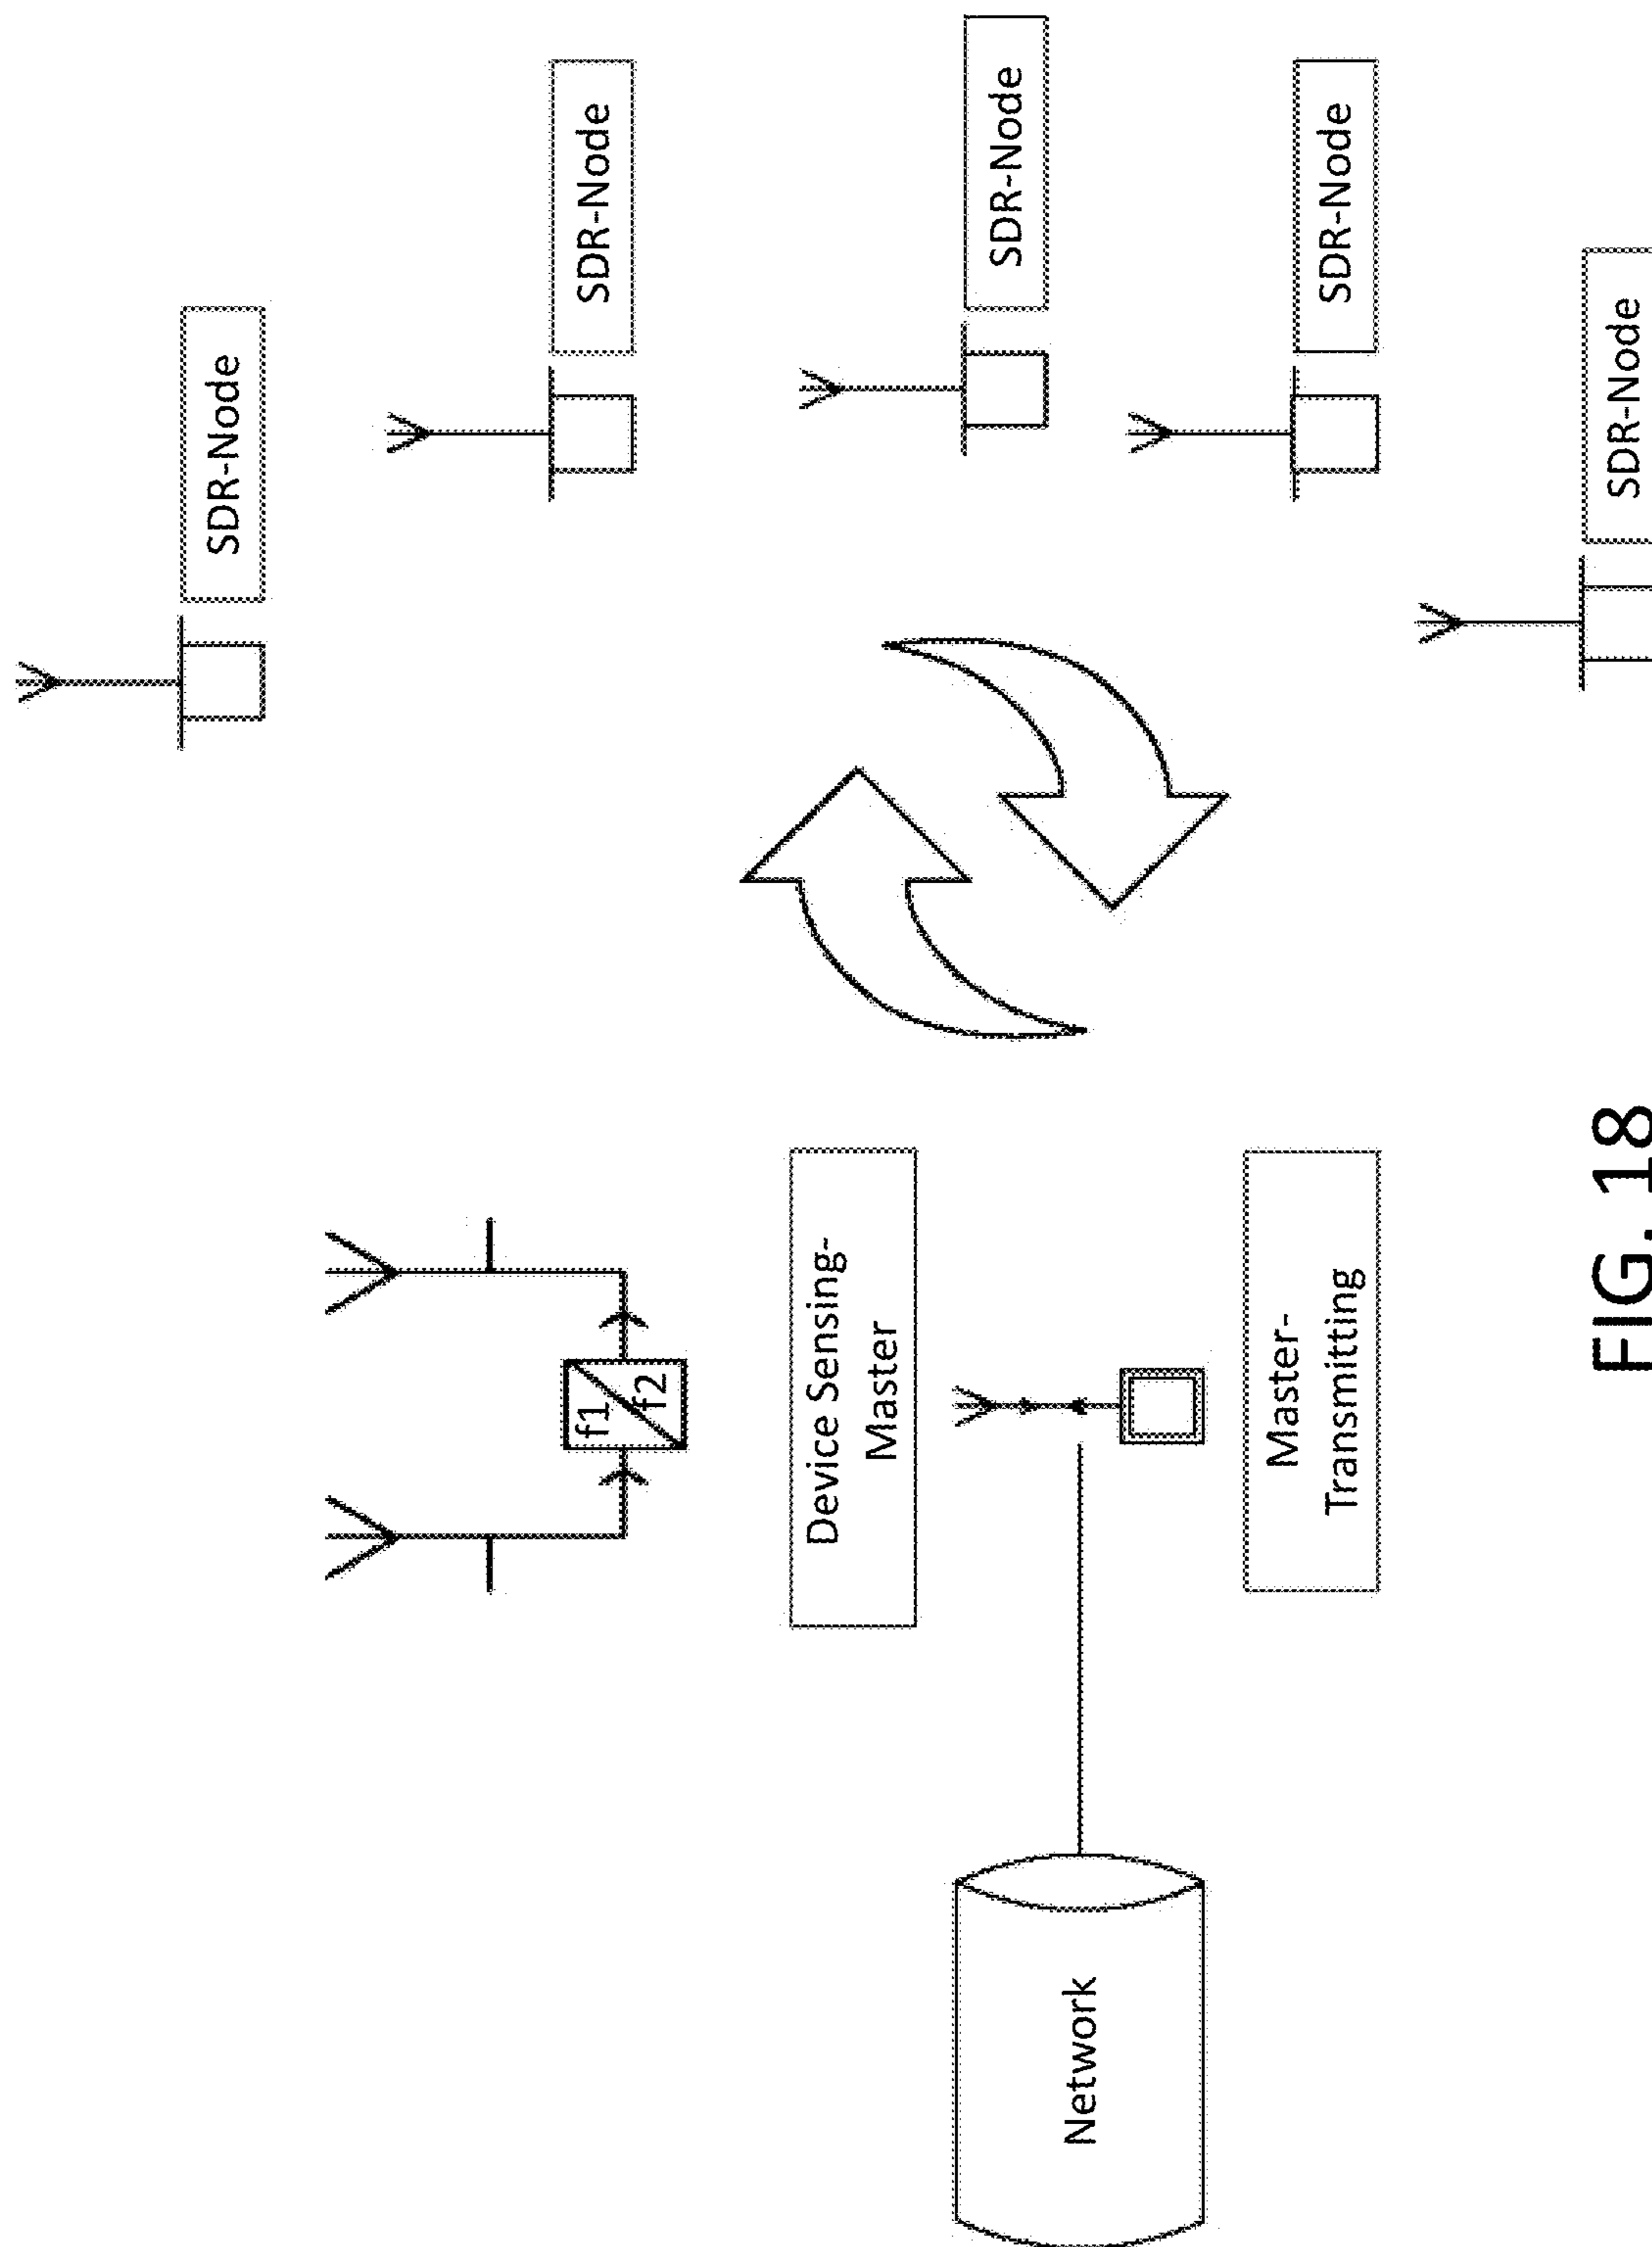 SDR-Node
f1
f2
SDR-Node
Device Sensing-
Master
SDR-Node
Network
Master-
Transmitting
SDR-Node
SDR-Node
FIG. 18